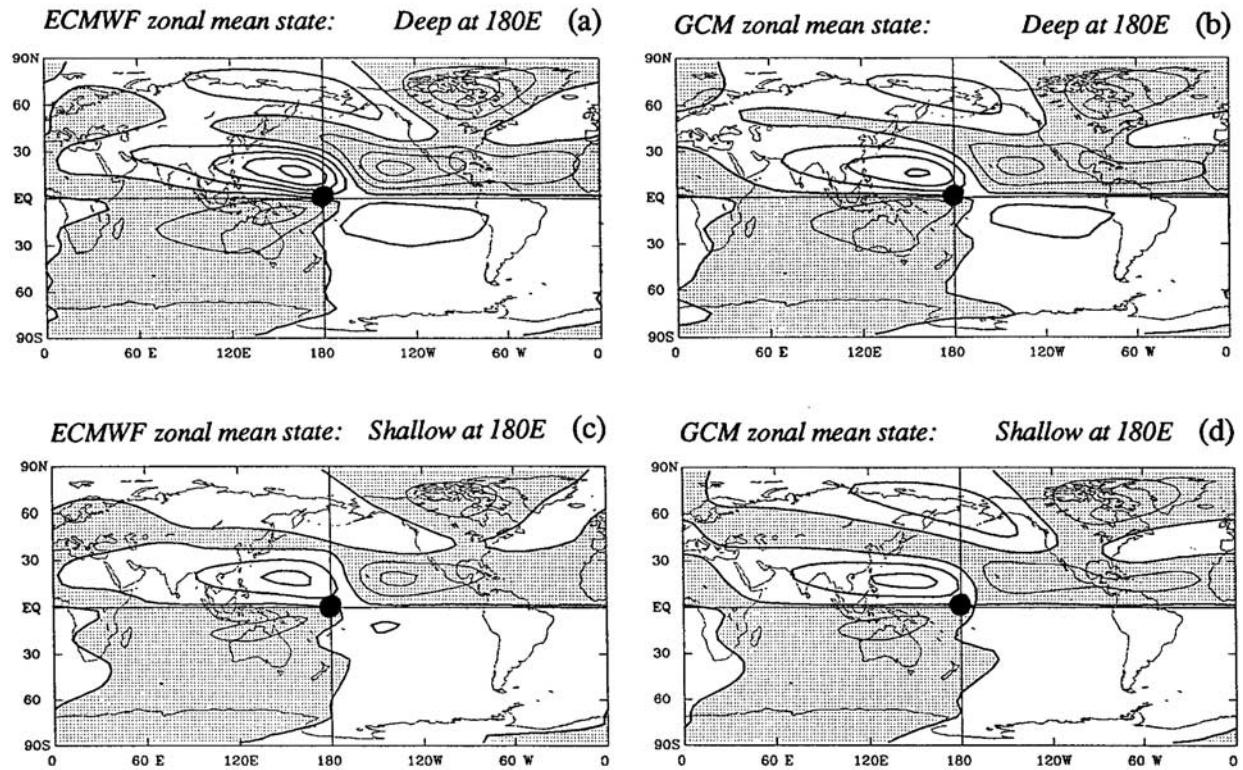 ECMWF zonal mean state: Deep at 180E (a)
90N
60
30
EQ
30
60
90S
0 60 E 120E 180 120W 60 W 0
GCM zonal mean state: Deep at 180E (b)
90N
60
30
EQ
30
60
90S
0 60 E 120E 180 120W 60 W 0
ECMWF zonal mean state: Shallow at 180E (c)
90N
60
30
EQ
30
60
90S
0 60 E 120E 180 120W 60 W 0
GCM zonal mean state: Shallow at 180E (d)
90N
60
30
EQ
30
60
90S
0 60 E 120E 180 120W 60 W 0